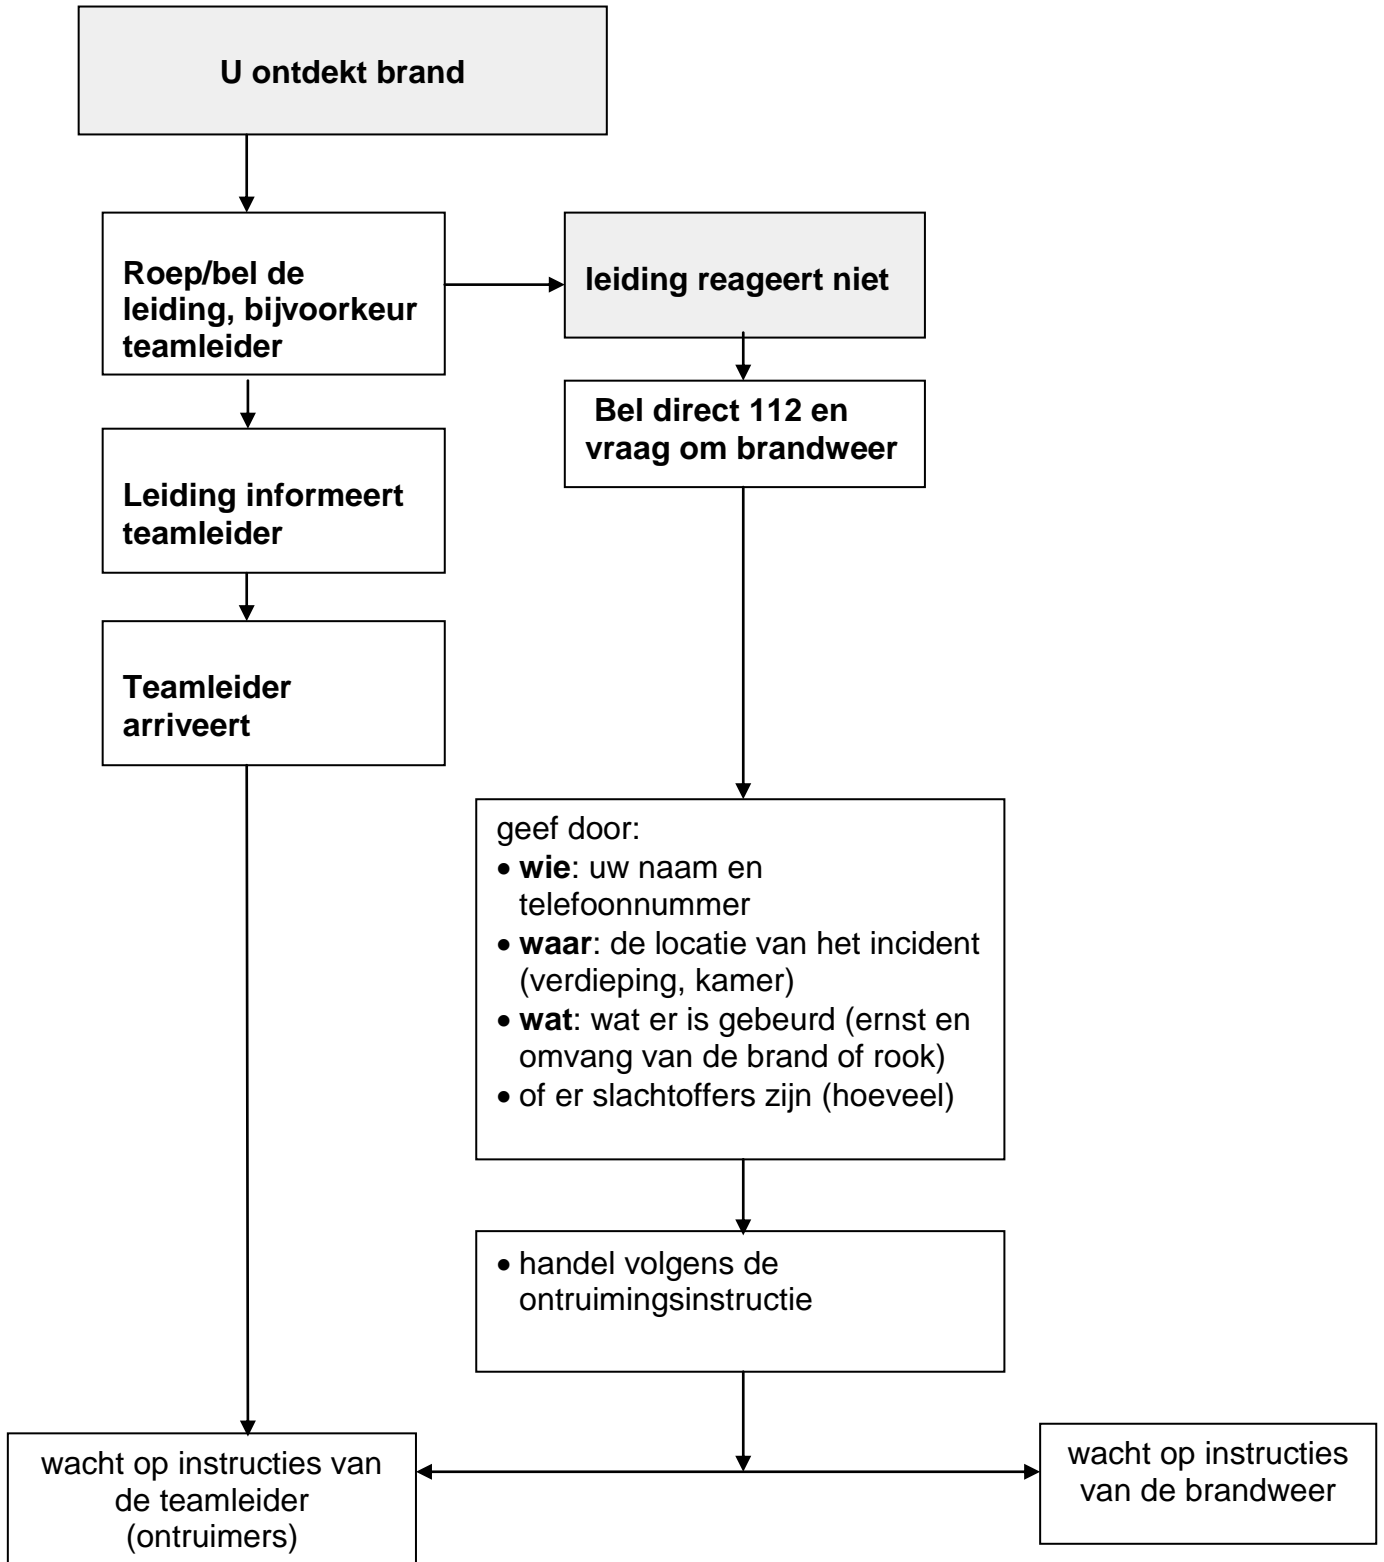 U ontdekt brand
Roep/bel de
leiding, bijvoorkeur
teamleider
leiding reageert niet
Bel direct 112 en
vraag om brandweer
Leiding informeert
teamleider
Teamleider
arriveert
geef door:
• wie: uw naam en
telefoonnummer
• waar: de locatie van het incident
(verdieping, kamer)
• wat: wat er is gebeurd (ernst en
omvang van de brand of rook)
• of er slachtoffers zijn (hoeveel)
• handel volgens de
ontruimingsinstructie
wacht op instructies van
de teamleider
(ontruimers)
wacht op instructies
van de brandweer